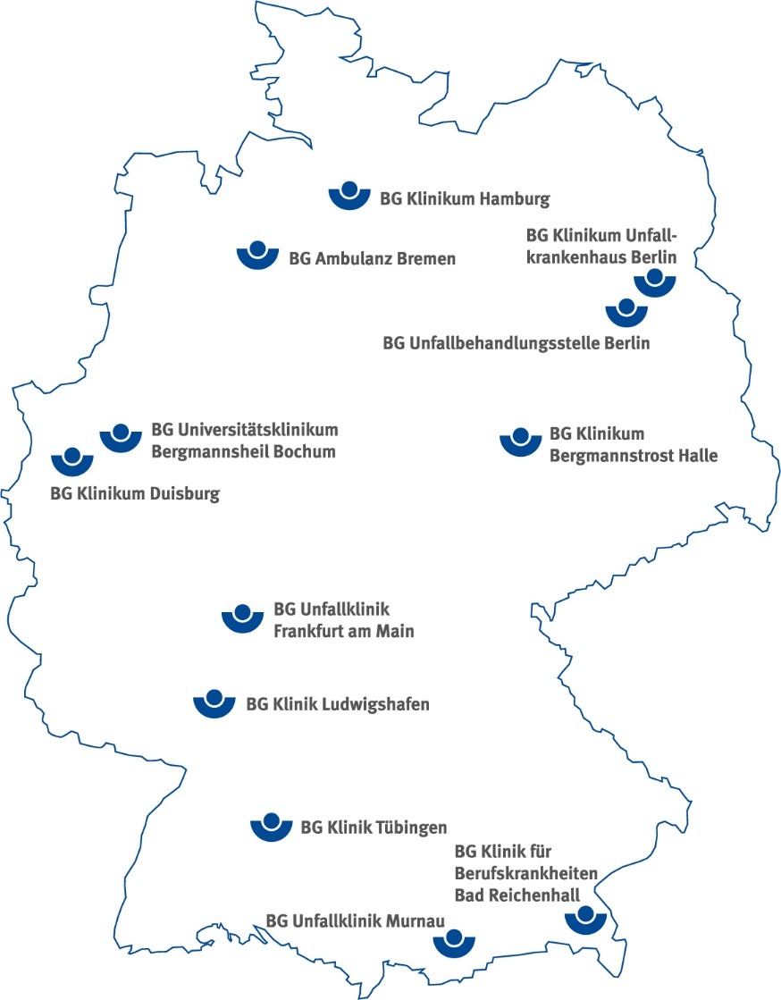 BG Klinikum Hamburg
BG Klinikum Unfall-
krankenhaus Berlin
BG Ambulanz Bremen
BG Unfallbehandlungsstelle Berlin
BG Universitätsklinikum
Bergmannsheil Bochum
BG Klinikum
Bergmannstrost Halle
BG Klinikum Duisburg
BG Unfallklinik
Frankfurt am Main
BG Klinik Ludwigshafen
BG Klinik Tübingen
BG Klinik für
Berufskrankheiten
Bad Reichenhall
BG Unfallklinik Murnau